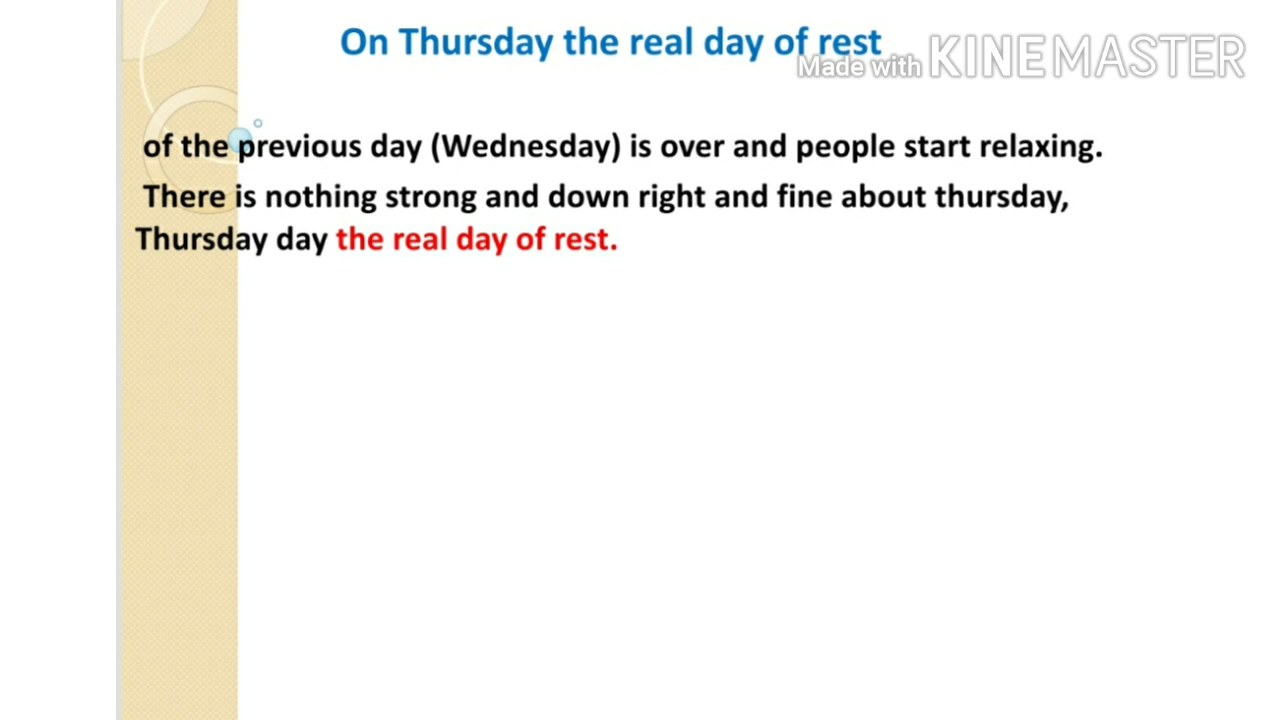 On Thursday the real day of rest
Made with KINEMASTER
of the previous day (Wednesday) is over and people start relaxing.
There is nothing strong and down right and fine about thursday,
Thursday day the real day of rest.